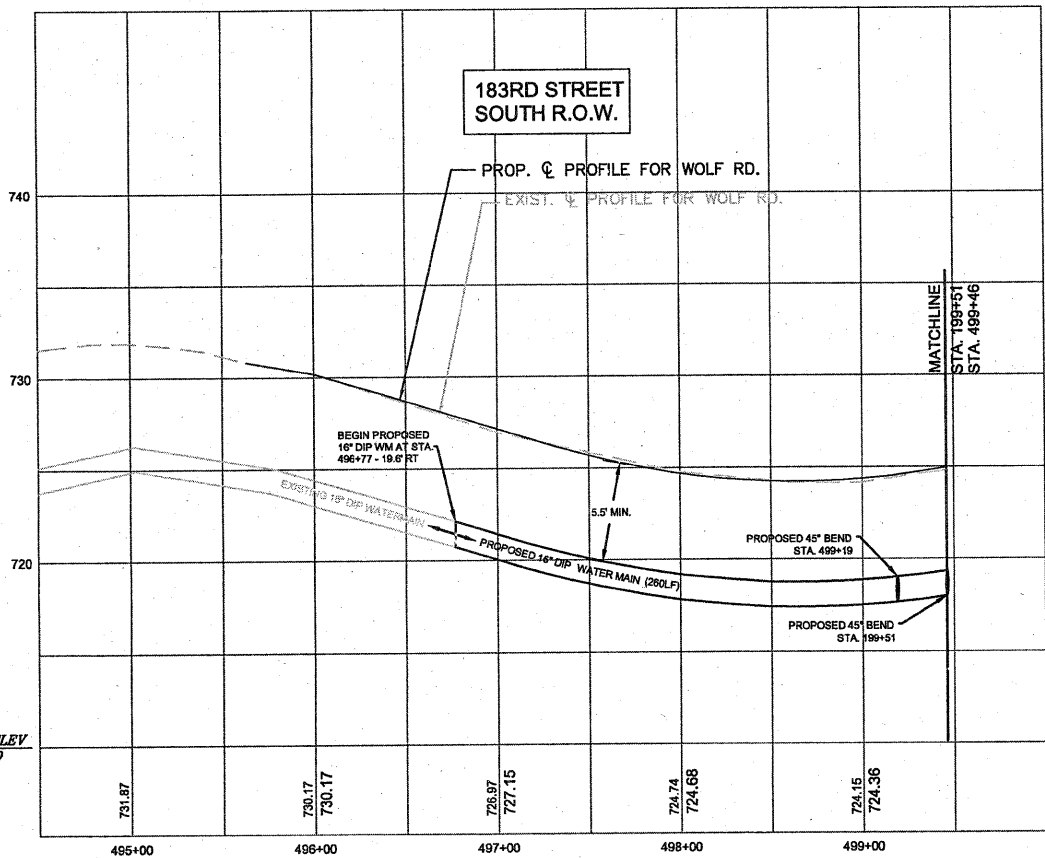 183RD STREET
SOUTH R.O.W.
PROP. ℄ PROFILE FOR WOLF RD.
EXIST. ℄ PROFILE FOR WOLF RD.
740
730
720
MATCHLINE
STA. 199+51
STA. 499+46
BEGIN PROPOSED
16" DIP WM AT STA.
496+77 - 19.6' RT
EXISTING 16" DIP WATERMAIN
PROPOSED 16" DIP WATER MAIN (260LF)
5.5' MIN.
PROPOSED 45° BEND
STA. 499+19
PROPOSED 45° BEND
STA. 199+51
731.87
730.17
730.17
726.97
727.15
724.74
724.68
724.15
724.36
495+00
496+00
497+00
498+00
499+00